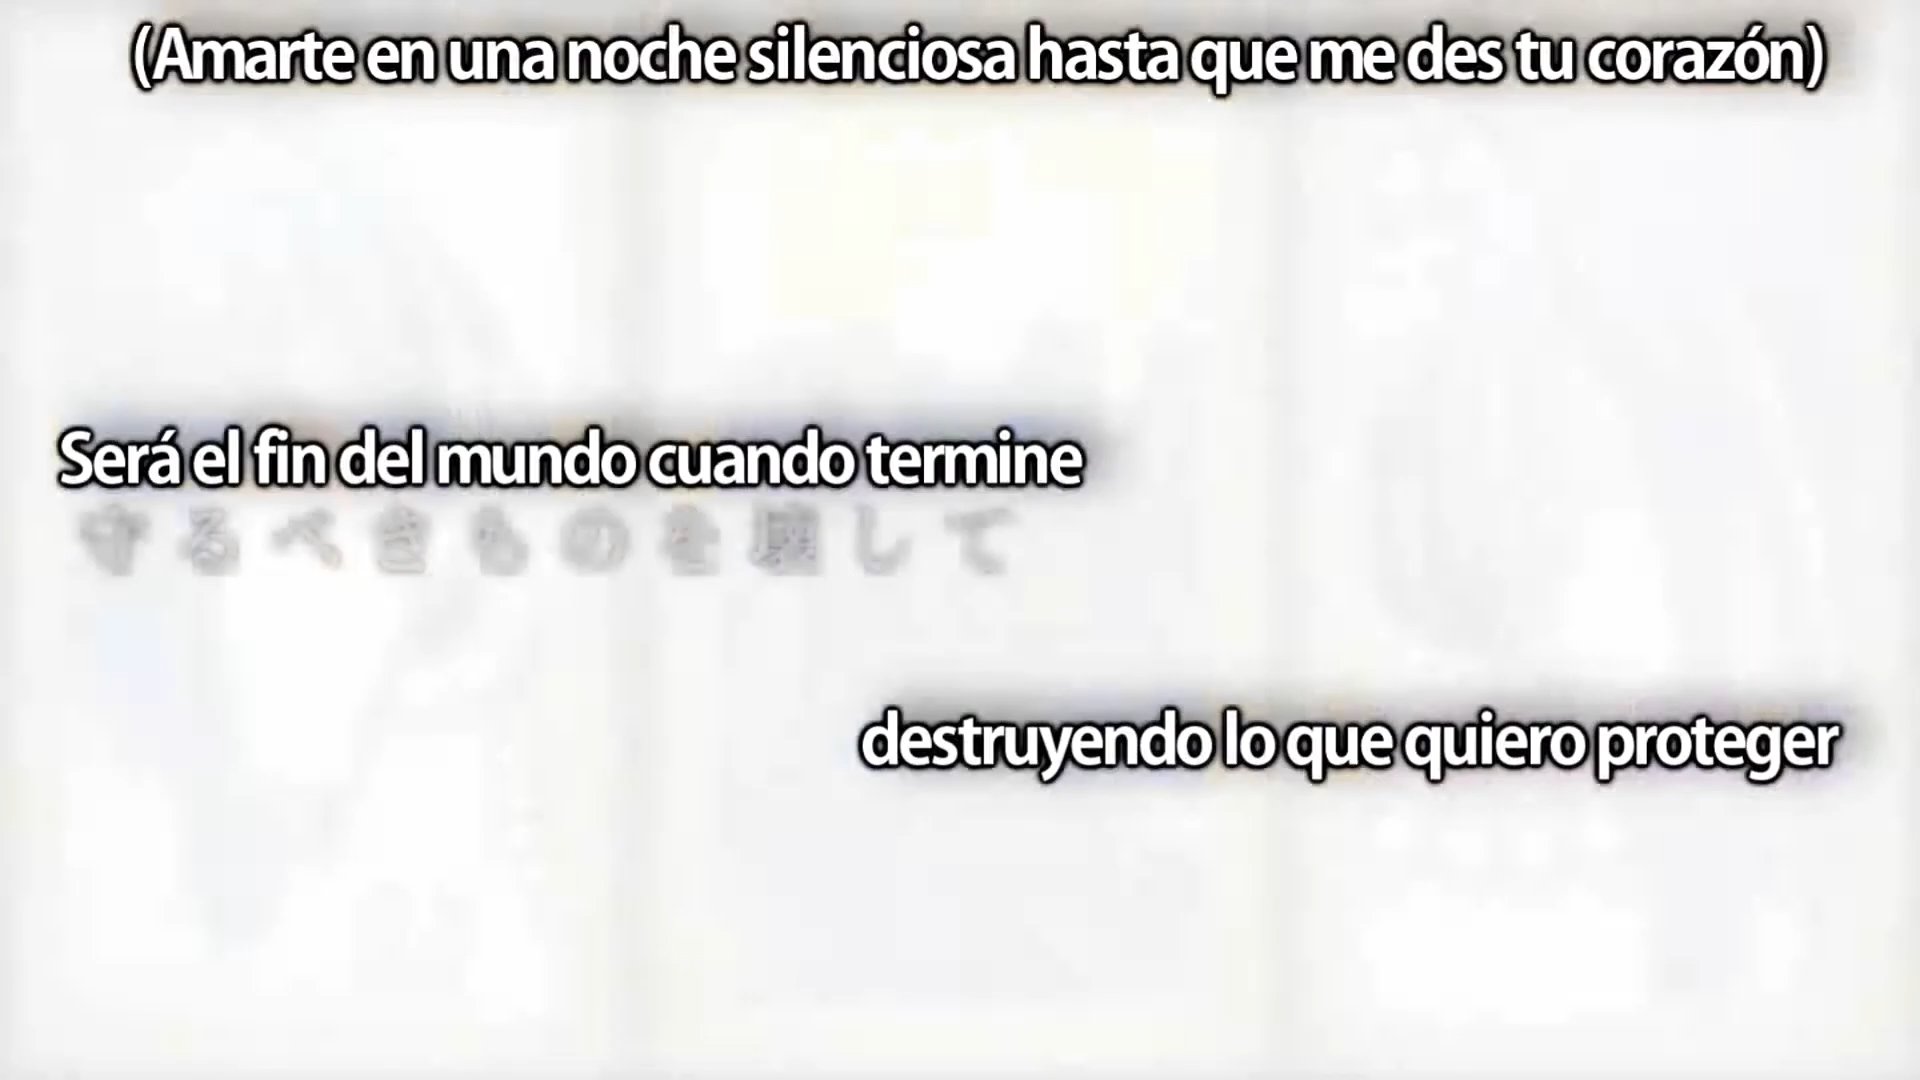 (Amarte en una noche silenciosa hasta que me des tu corazón)
Será el fin del mundo cuando termine
守るべきものを壊して
destruyendo lo que quiero proteger